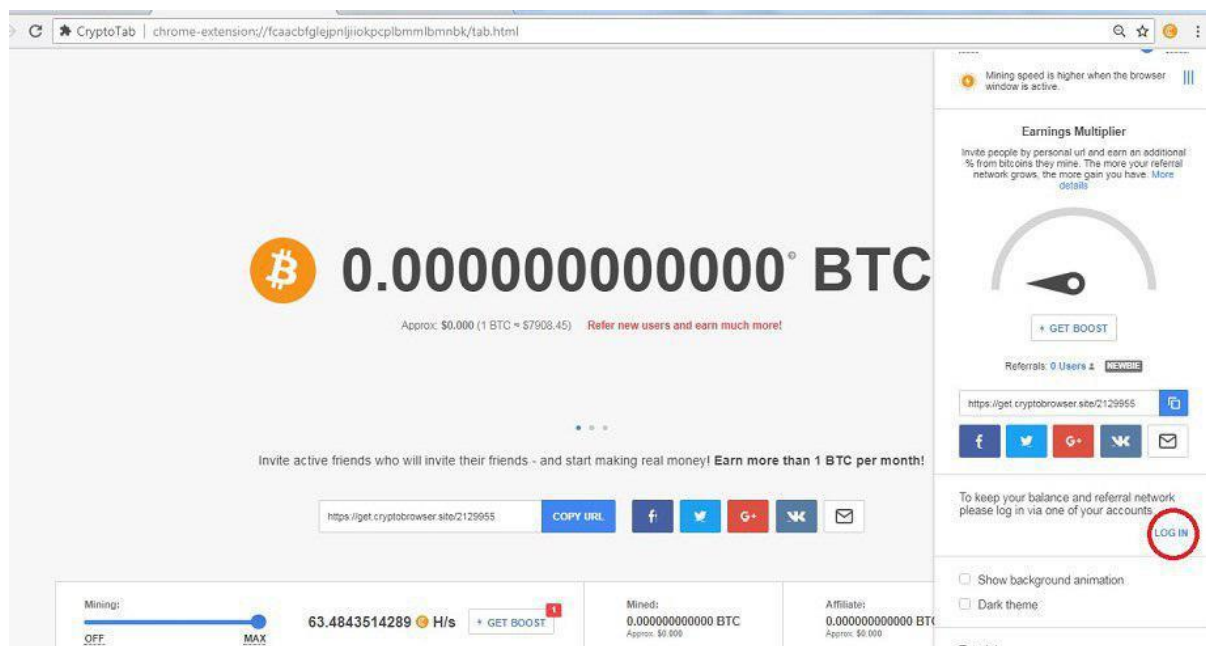 CryptoTab | chrome-extension://fcaacbfglejpnljiiokpcplbmmlbmnbk/tab.html
Mining speed is higher when the browser
window is active.
Earnings Multiplier
Invite people by personal url and earn an additional
% from bitcoins they mine. The more your referral
network grows, the more gain you have. More
details
0.000000000000 BTC
Approx: $0.000 (1 BTC ≈ $7908.45) Refer new users and earn much more!
+ GET BOOST
Referrals: 0 Users NEWBIE
https://get.cryptobrowser.site/2129955
f G+
Invite active friends who will invite their friends - and start making real money! Earn more than 1 BTC per month!
https://get.cryptobrowser.site/2129955 COPY URL f G+
To keep your balance and referral network
please log in via one of your accounts.
LOG IN
Show background animation
Dark theme
Mining:
OFF MAX
63.4843514289 H/s + GET BOOST 1
Mined:
0.000000000000 BTC
Approx. $0.000
Affiliate:
0.000000000000 BTC
Approx. $0.000